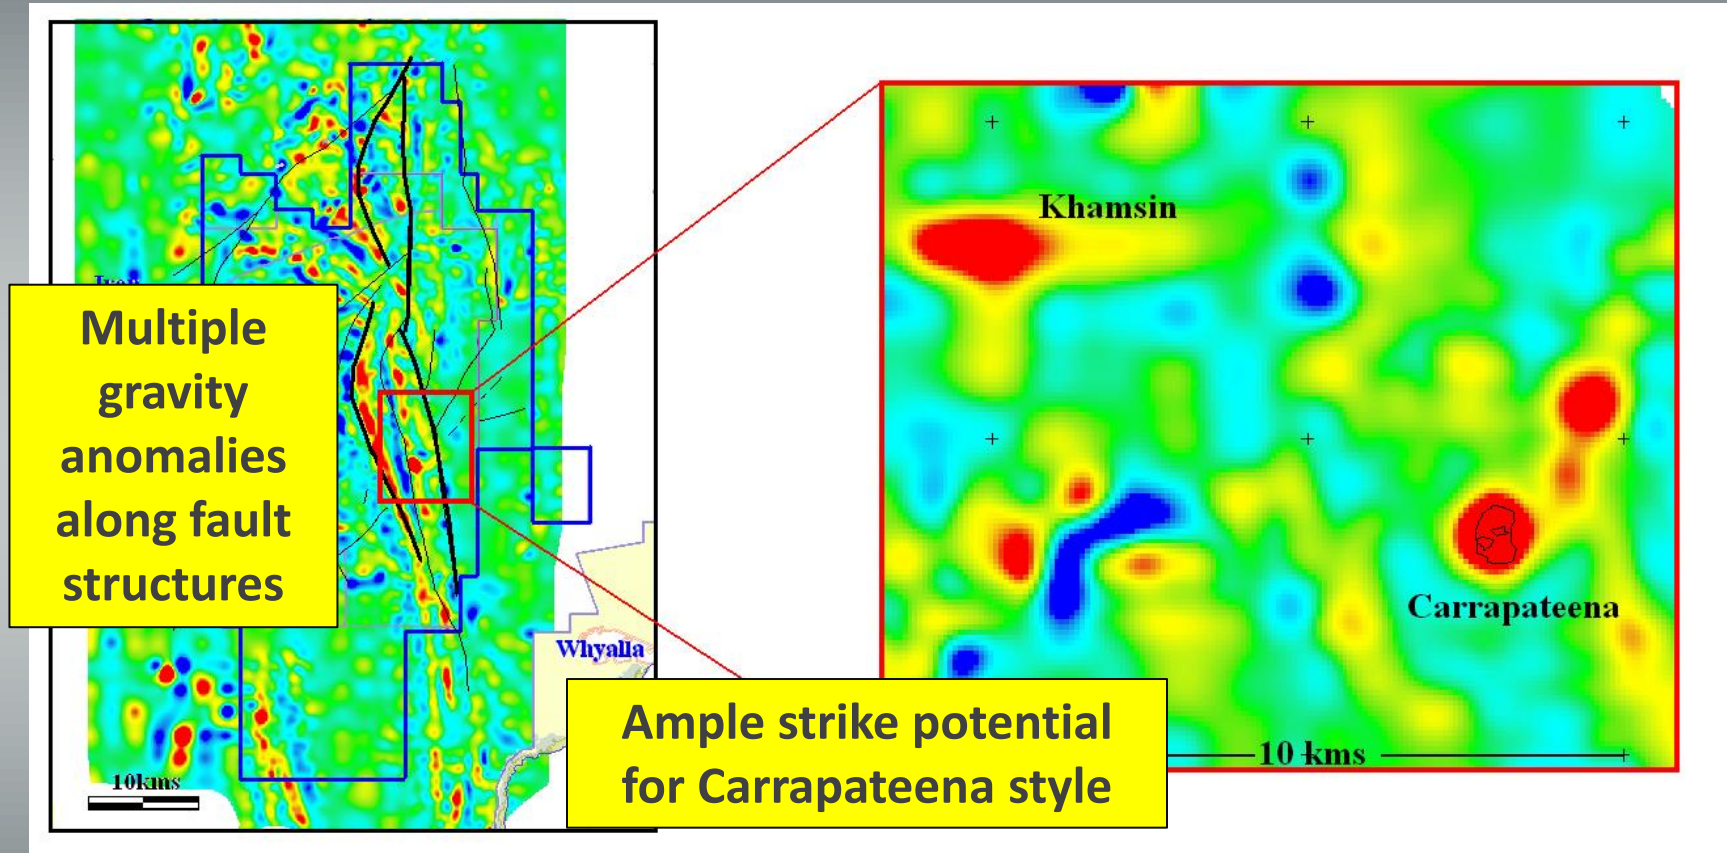 Multiple
gravity
anomalies
along fault
structures
Whyalla
10kms
Khamsin
Carrapateena
10 kms
Ample strike potential
for Carrapateena style